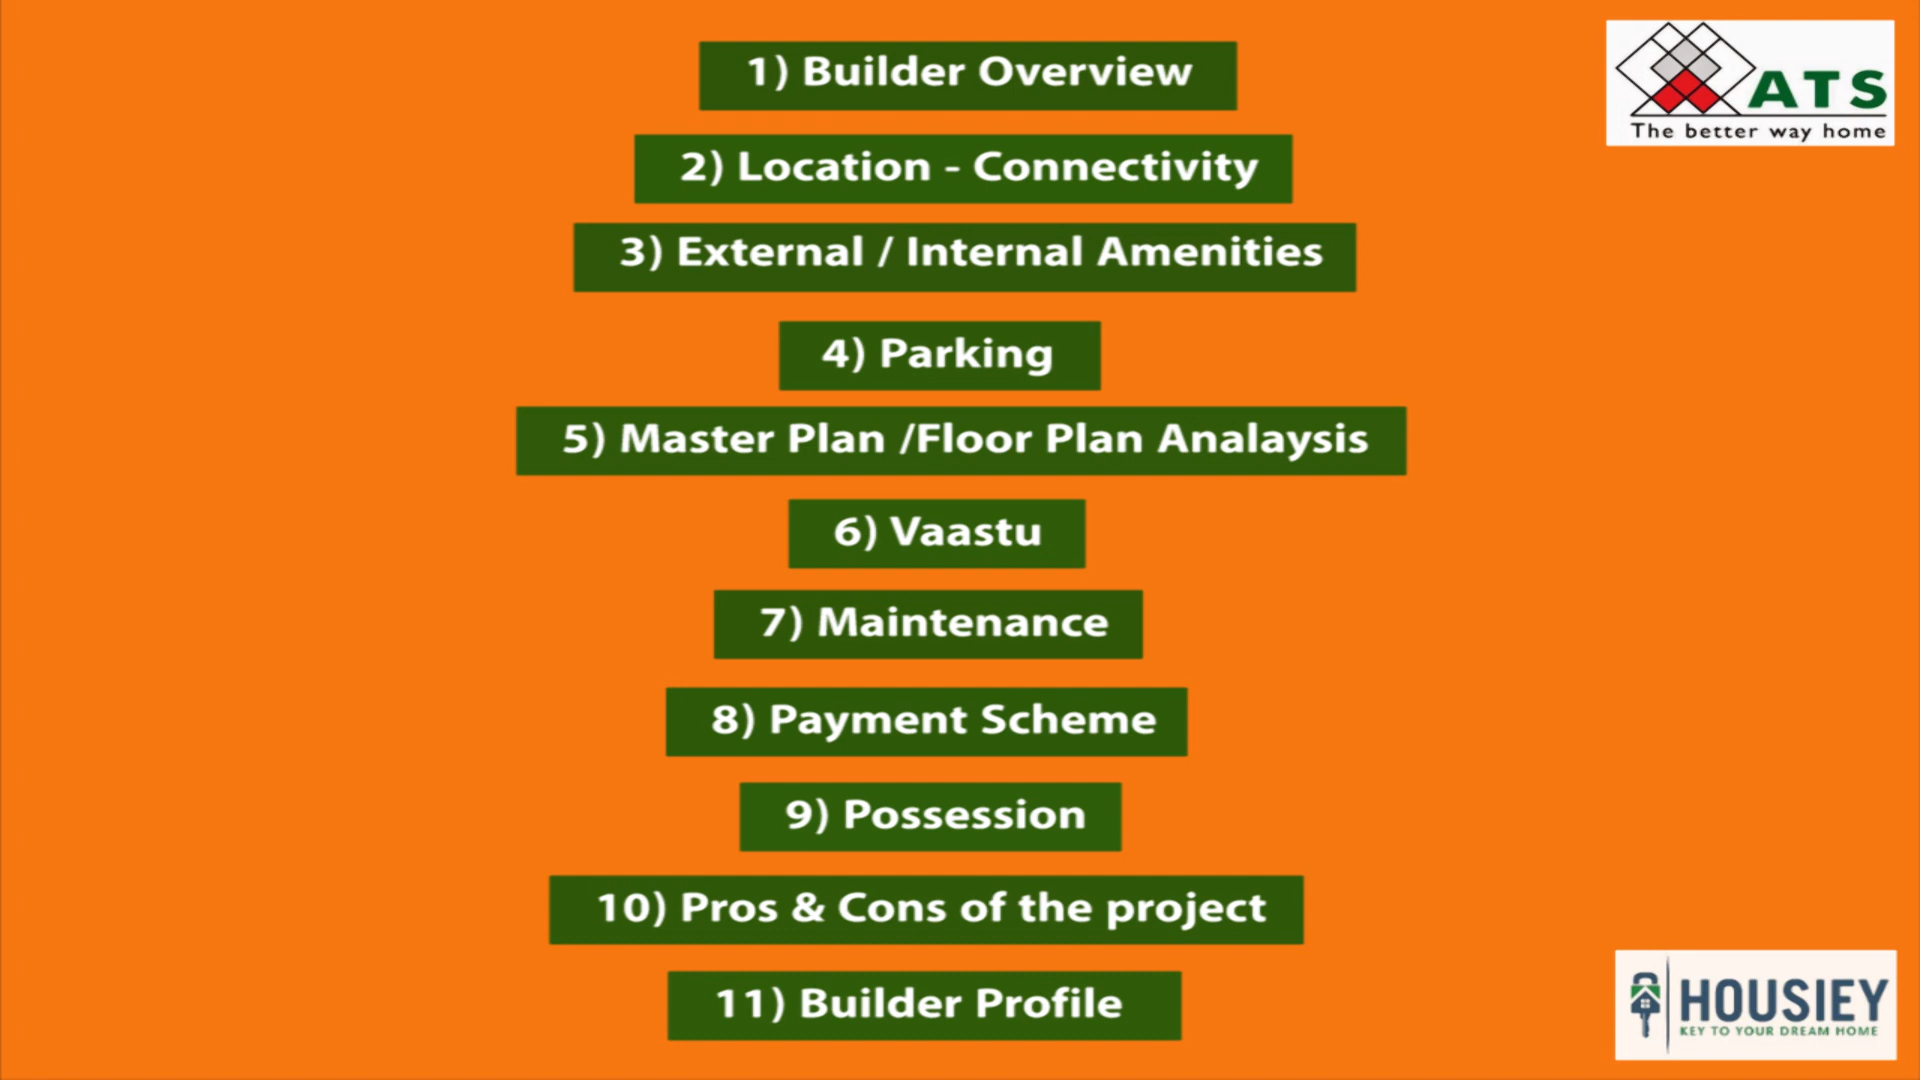 1) Builder Overview
ATS
The better way home
2) Location - Connectivity
3) External / Internal Amenities
4) Parking
5) Master Plan /Floor Plan Analaysis
6) Vaastu
7) Maintenance
8) Payment Scheme
9) Possession
10) Pros & Cons of the project
11) Builder Profile
HOUSIEY
KEY TO YOUR DREAM HOME